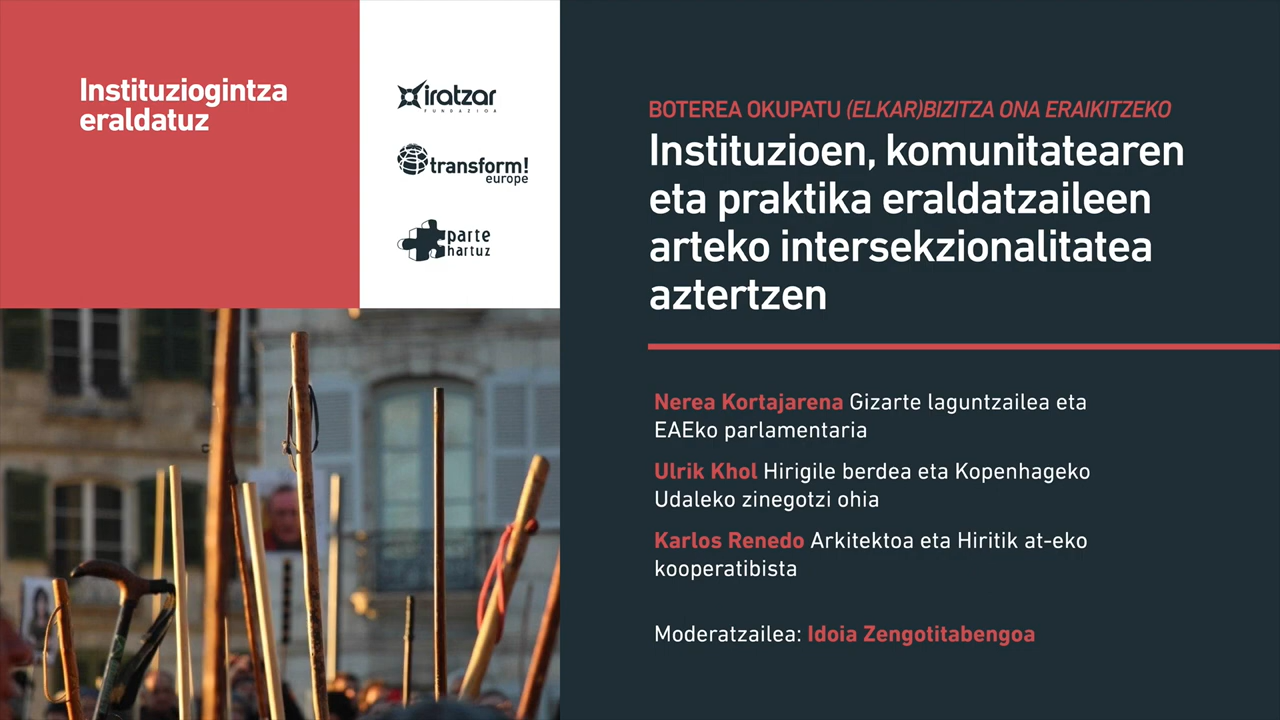 Instituziogintza
eraldatuz
iratzar
FUNDAZIOA
transform!
europe
parte
hartuz
BOTEREA OKUPATU (ELKAR)BIZITZA ONA ERAIKITZEKO
Instituzioen, komunitatearen
eta praktika eraldatzaileen
arteko intersekzionalitatea
aztertzen
Nerea Kortajarena Gizarte laguntzailea eta
EAEko parlamentaria
Ulrik Khol Hirigile berdea eta Kopenhageko
Udaleko zinegotzi ohia
Karlos Renedo Arkitektoa eta Hiritik at-eko
kooperatibista
Moderatzailea: Idoia Zengotitabengoa